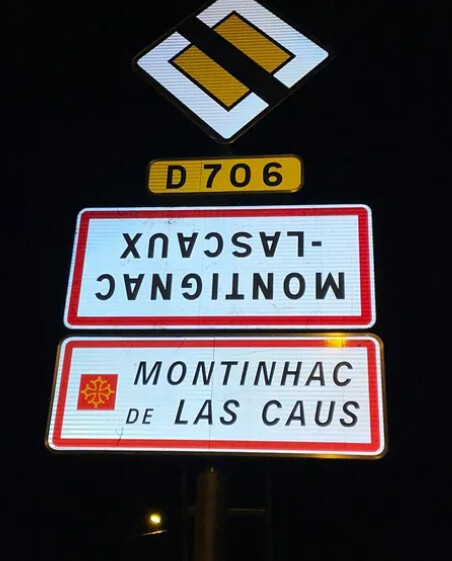 D 706
MONTIGNAC
-LASCAUX
MONTINHAC
DE LAS CAUS